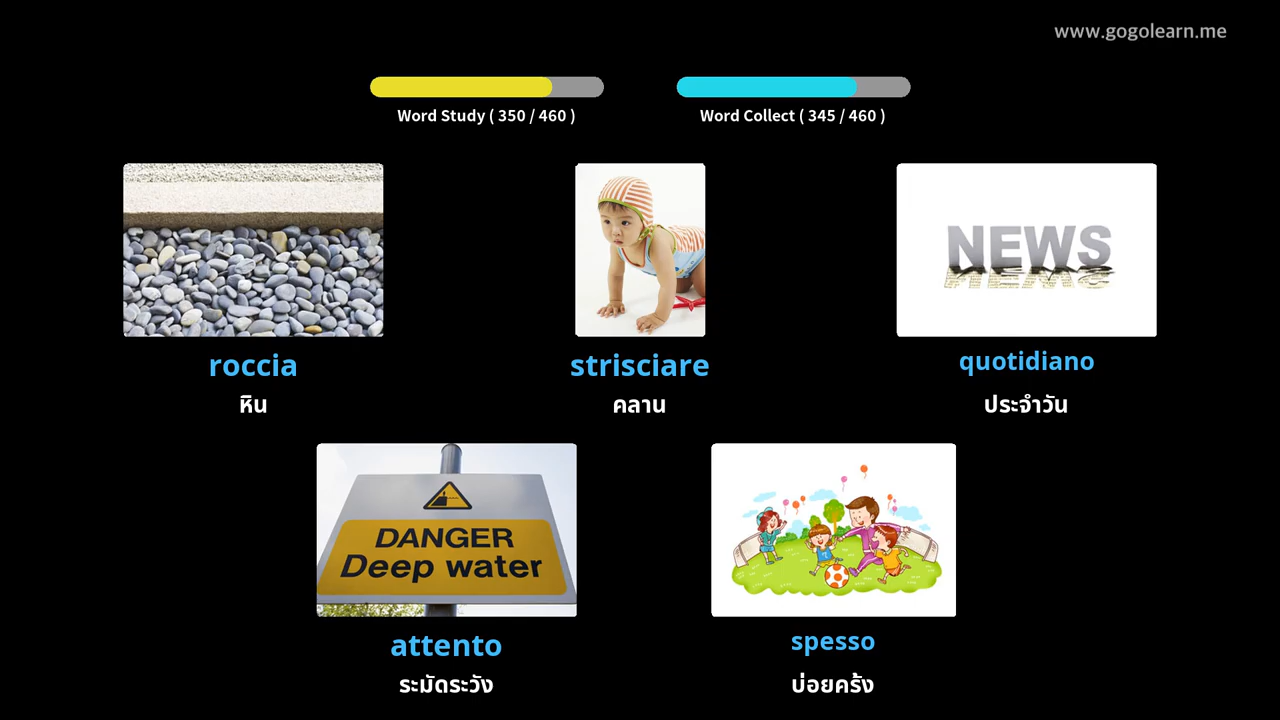 www.gogolearn.me
Word Study ( 350 / 460 )
Word Collect ( 345 / 460 )
NEWS
roccia
strisciare
quotidiano
หิน
คลาน
ประจำวัน
DANGER
Deep water
attento
spesso
ระมัดระวัง
บ่อยครั้ง